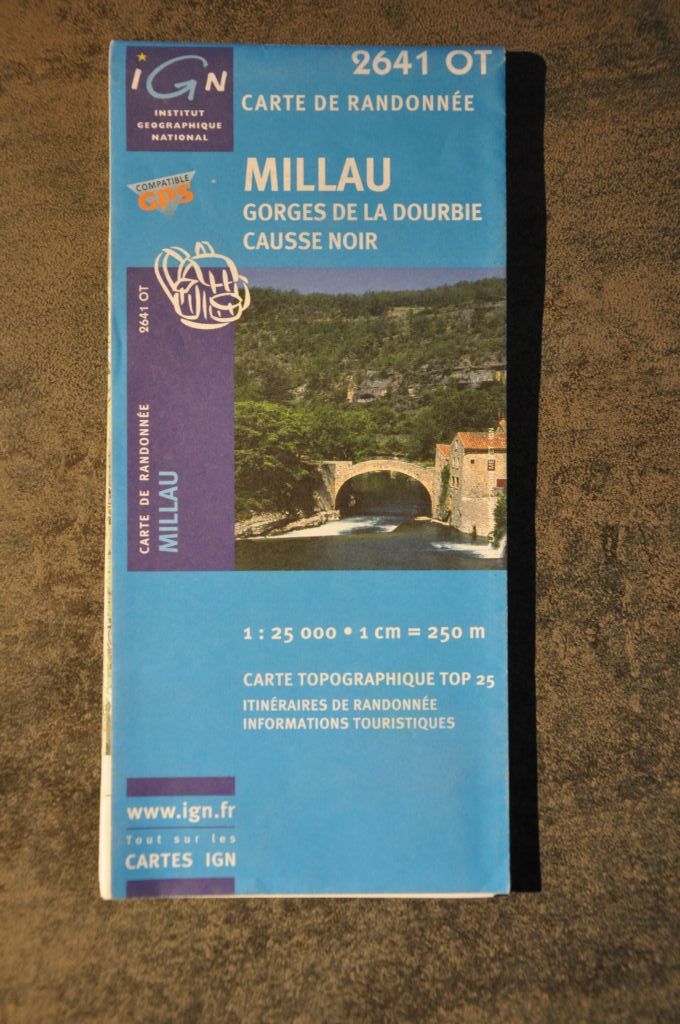 2641 OT
IGN
INSTITUT
GEOGRAPHIQUE
NATIONAL
CARTE DE RANDONNÉE
COMPATIBLE
GPS
MILLAU
GORGES DE LA DOURBIE
CAUSSE NOIR
2641 OT
CARTE DE RANDONNÉE
MILLAU
1 : 25 000 • 1 cm = 250 m
CARTE TOPOGRAPHIQUE TOP 25
ITINÉRAIRES DE RANDONNÉE
INFORMATIONS TOURISTIQUES
www.ign.fr
Tout sur les
CARTES IGN